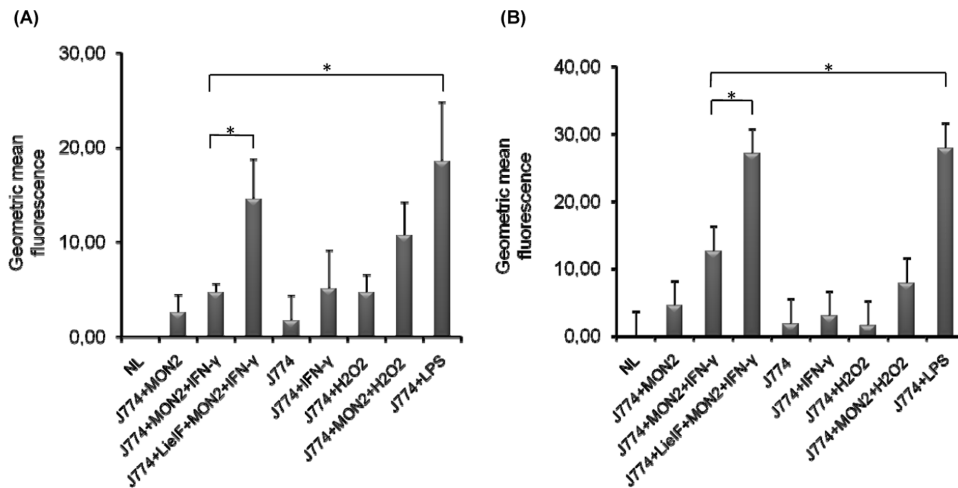 (A)
Geometric mean
fluorescence
30,00
20,00
10,00
0,00
*
*
NL
J774+MON2
J774+MON2+IFN-γ
J774+LieIF+MON2+IFN-γ
J774
J774+IFN-γ
J774+H2O2
J774+MON2+H2O2
J774+LPS
(B)
Geometric mean
fluorescence
40,00
30,00
20,00
10,00
0,00
*
*
NL
J774+MON2
J774+MON2+IFN-γ
J774+LieIF+MON2+IFN-γ
J774
J774+IFN-γ
J774+H2O2
J774+MON2+H2O2
J774+LPS